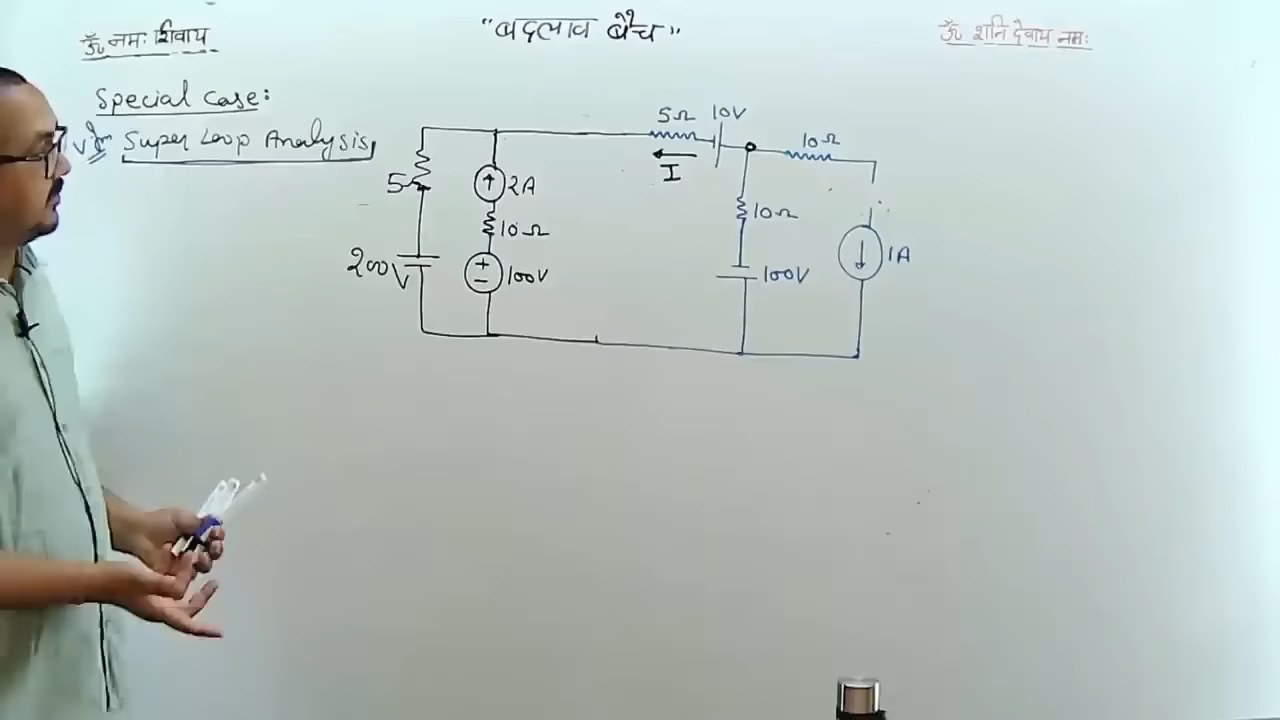 ॐ नमः शिवाय
"बदलाव बैच"
ॐ शनि देवाय नमः
Special Case:
Super Loop Analysis,
5Ω 10V
10Ω
I
5Ω
2A
10Ω
10Ω
200V
100V
100V
1A